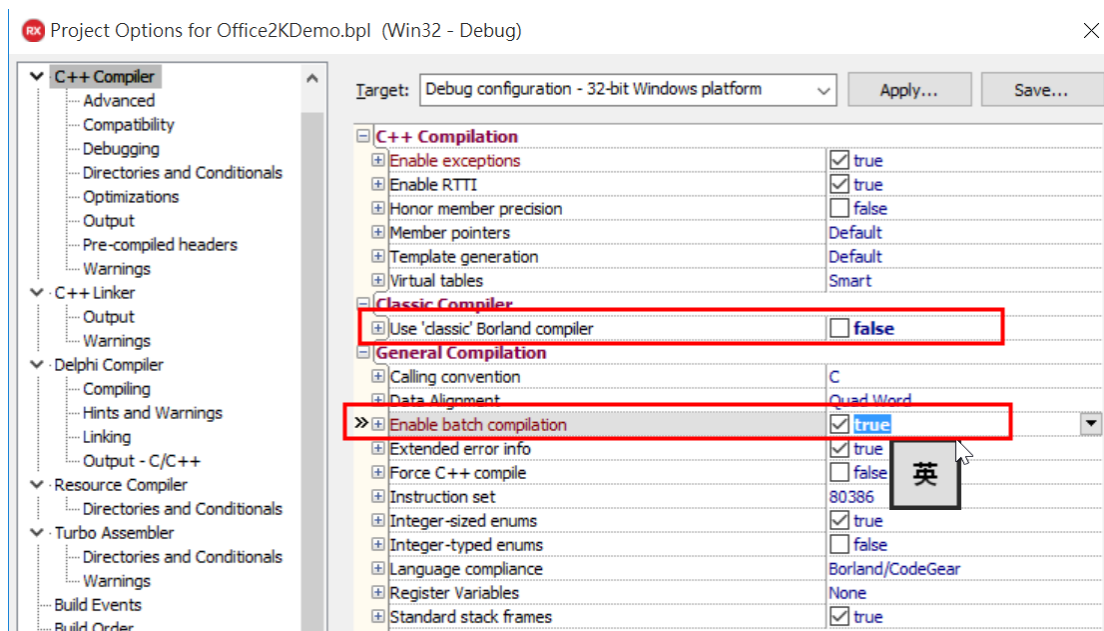 RX Project Options for Office2KDemo.bpl (Win32 - Debug)
C++ Compiler
Advanced
Compatibility
Debugging
Directories and Conditionals
Optimizations
Output
Pre-compiled headers
Warnings
C++ Linker
Output
Warnings
Delphi Compiler
Compiling
Hints and Warnings
Linking
Output - C/C++
Resource Compiler
Directories and Conditionals
Turbo Assembler
Directories and Conditionals
Warnings
Build Events
Build Order
Target: Debug configuration - 32-bit Windows platform Apply... Save...
C++ Compilation
Enable exceptions true
Enable RTTI true
Honor member precision false
Member pointers Default
Template generation Default
Virtual tables Smart
Classic Compiler
Use 'classic' Borland compiler false
General Compilation
Calling convention C
Data Alignment Quad Word
Enable batch compilation true
Extended error info true
Force C++ compile false
英
Instruction set 80386
Integer-sized enums true
Integer-typed enums false
Language compliance Borland/CodeGear
Register Variables None
Standard stack frames true